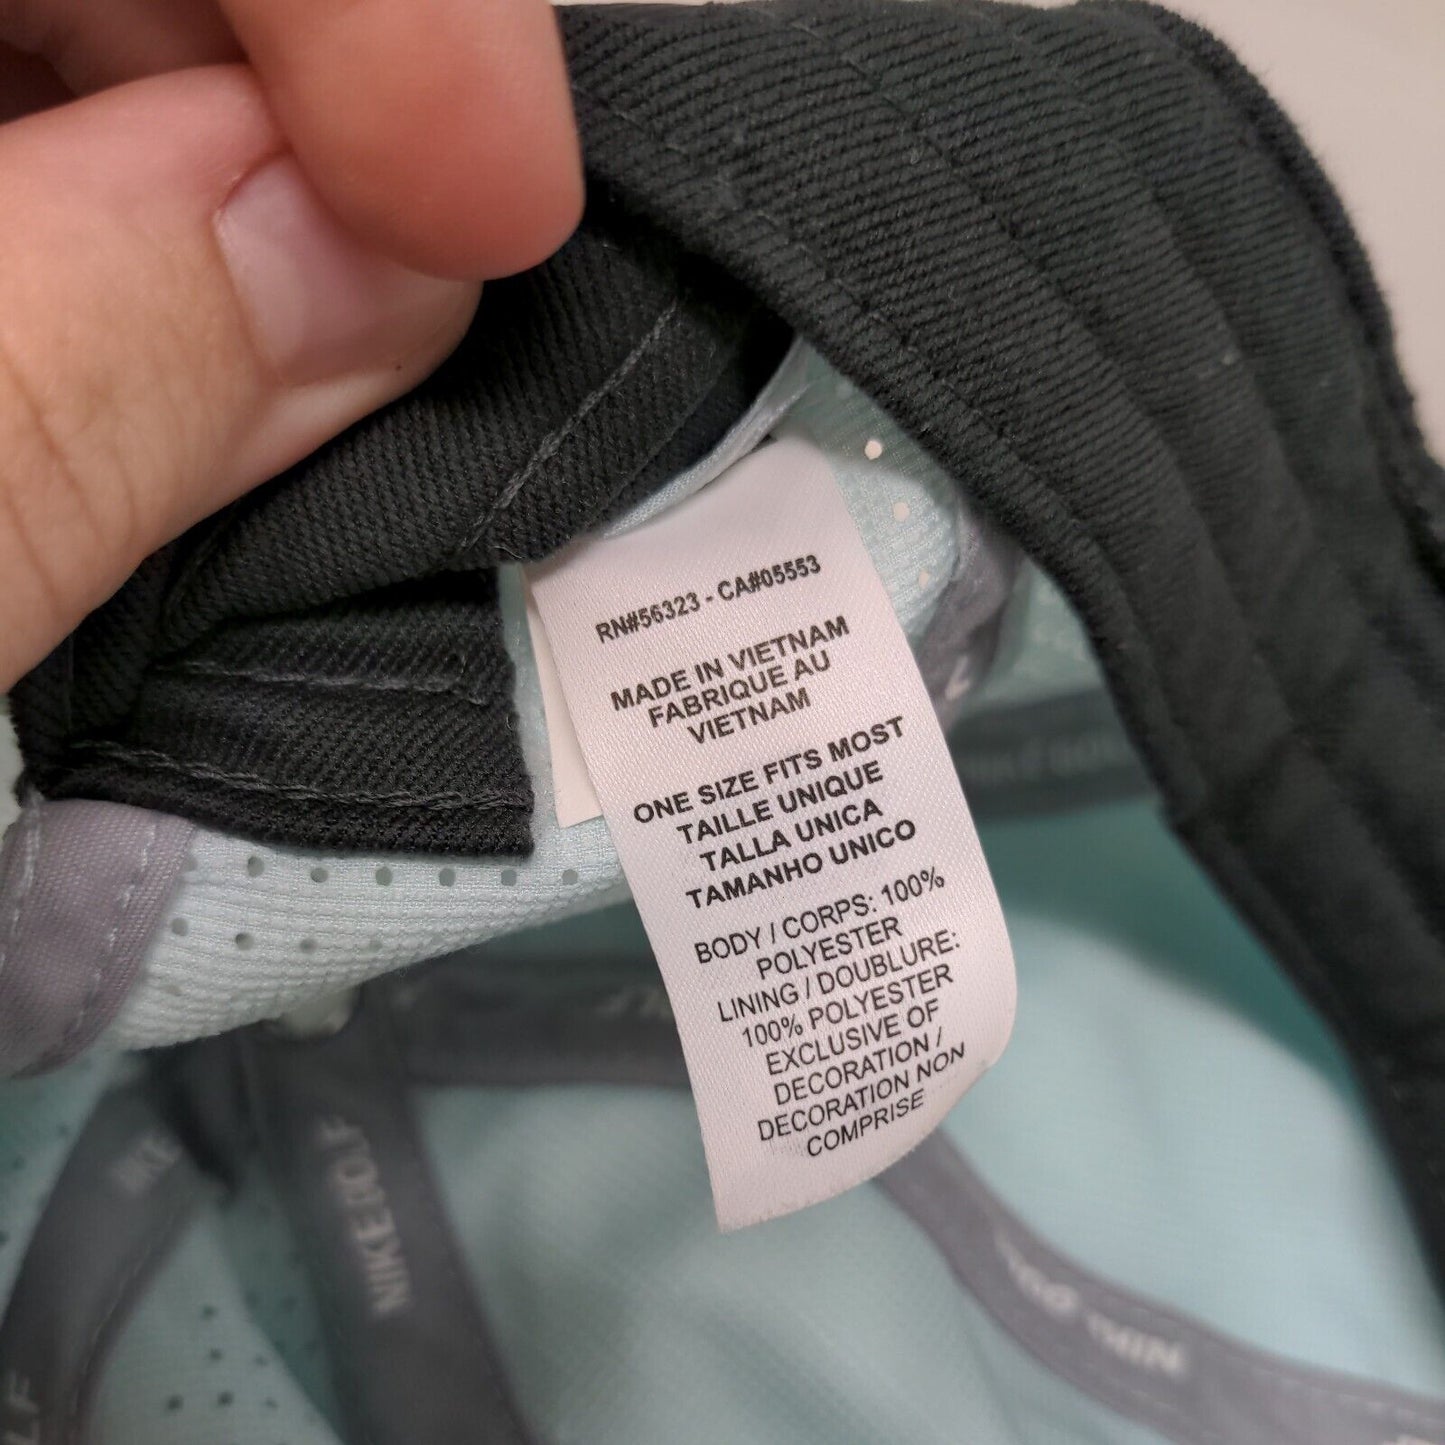 RN#56323 - CA#05553
MADE IN VIETNAM
FABRIQUE AU
VIETNAM
ONE SIZE FITS MOST
TAILLE UNIQUE
TALLA UNICA
TAMANHO UNICO
BODY / CORPS: 100%
POLYESTER
LINING / DOUBLURE:
100% POLYESTER
EXCLUSIVE OF
DECORATION /
DECORATION NON
COMPRISE
NIKE GOLF